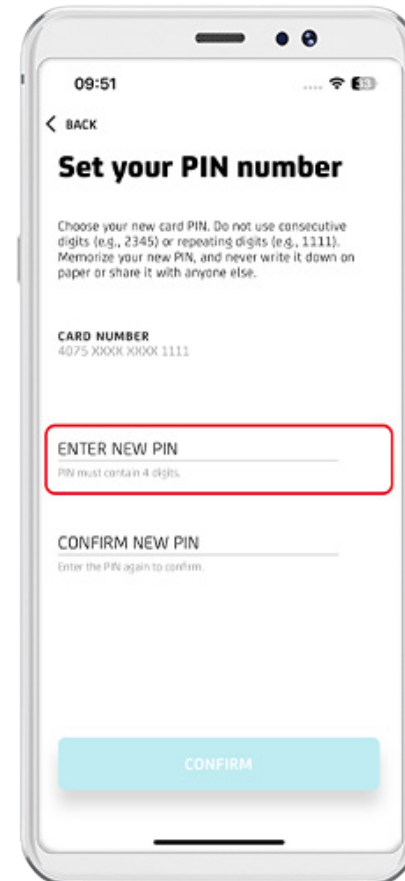 09:51
33
BACK
Set your PIN number
Choose your new card PIN. Do not use consecutive
digits (e.g., 2345) or repeating digits (e.g., 1111).
Memorize your new PIN, and never write it down on
paper or share it with anyone else.
CARD NUMBER
4075 XXXX XXXX 1111
ENTER NEW PIN
PIN must contain 4 digits.
CONFIRM NEW PIN
Enter the PIN again to confirm.
CONFIRM